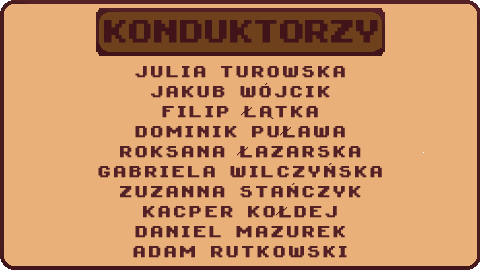 KONDUKTORZY
JULIA TUROWSKA
JAKUB WÓJCIK
FILIP ŁĄTKA
DOMINIK PUŁAWA
ROKSANA ŁAZARSKA
GABRIELA WILCZYŃSKA
ZUZANNA STAŃCZYK
KACPER KOŁDEJ
DANIEL MAZUREK
ADAM RUTKOWSKI